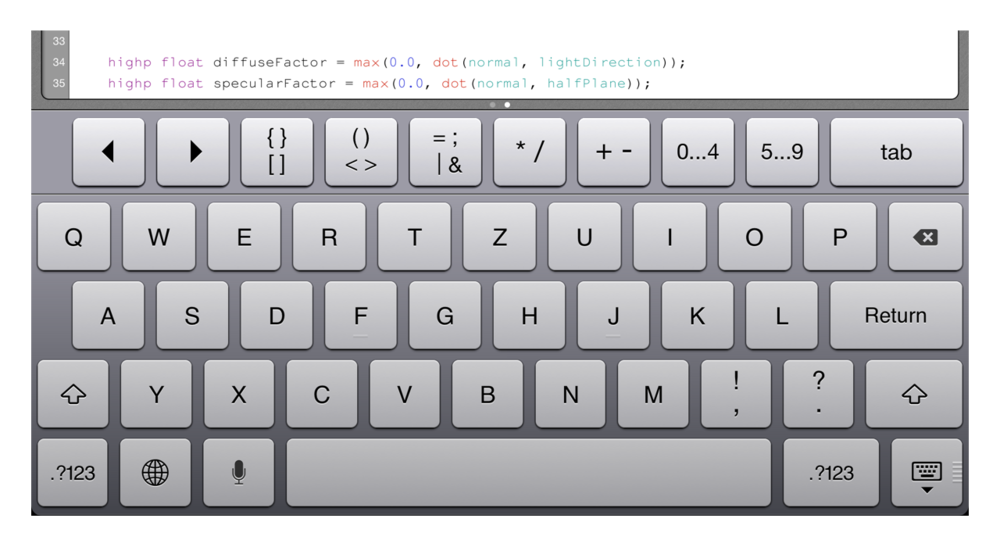 33
34 highp float diffuseFactor = max(0.0, dot(normal, lightDirection));
35 highp float specularFactor = max(0.0, dot(normal, halfPlane));
{ } ( ) = ; * / + - 0...4 5...9 tab
[ ] < > | &
Q W E R T Z U I O P
A S D F G H J K L Return
Y X C V B N M ! ?
, .
.?123 .?123